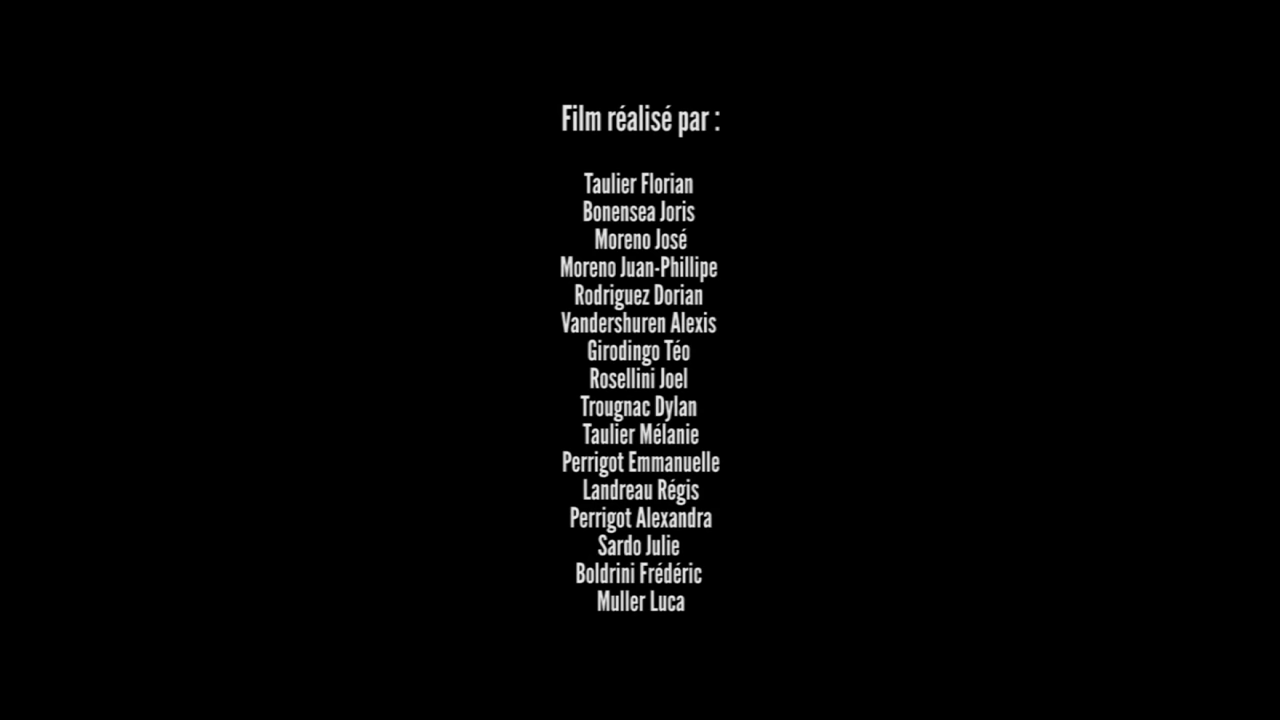 Film réalisé par :
Taulier Florian
Bonensea Joris
Moreno José
Moreno Juan-Phillipe
Rodriguez Dorian
Vandershuren Alexis
Girodingo Téo
Rosellini Joel
Trougnac Dylan
Taulier Mélanie
Perrigot Emmanuelle
Landreau Régis
Perrigot Alexandra
Sardo Julie
Boldrini Frédéric
Muller Luca